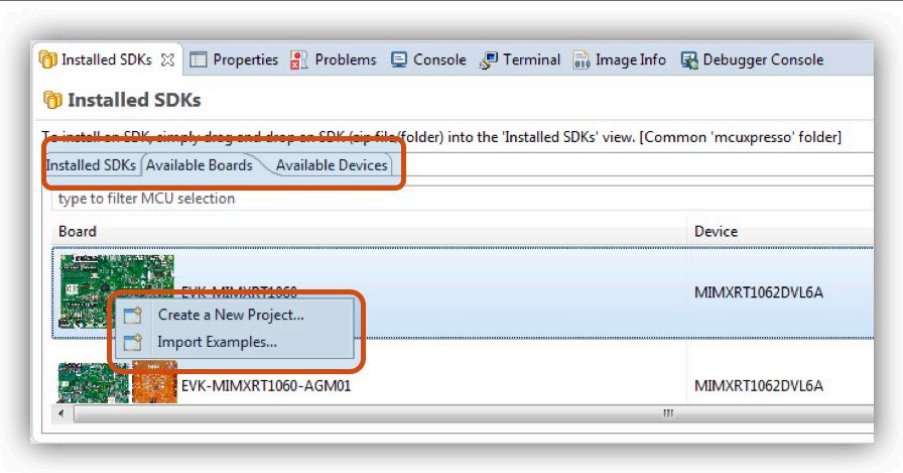 Installed SDKs Properties Problems Console Terminal Image Info Debugger Console
Installed SDKs
To install an SDK, simply drag and drop an SDK (zip file/folder) into the 'Installed SDKs' view. [Common 'mcuxpresso' folder]
Installed SDKs Available Boards Available Devices
type to filter MCU selection
Board Device
EVK-MIMXRT1060 MIMXRT1062DVL6A
Create a New Project...
Import Examples...
EVK-MIMXRT1060-AGM01 MIMXRT1062DVL6A